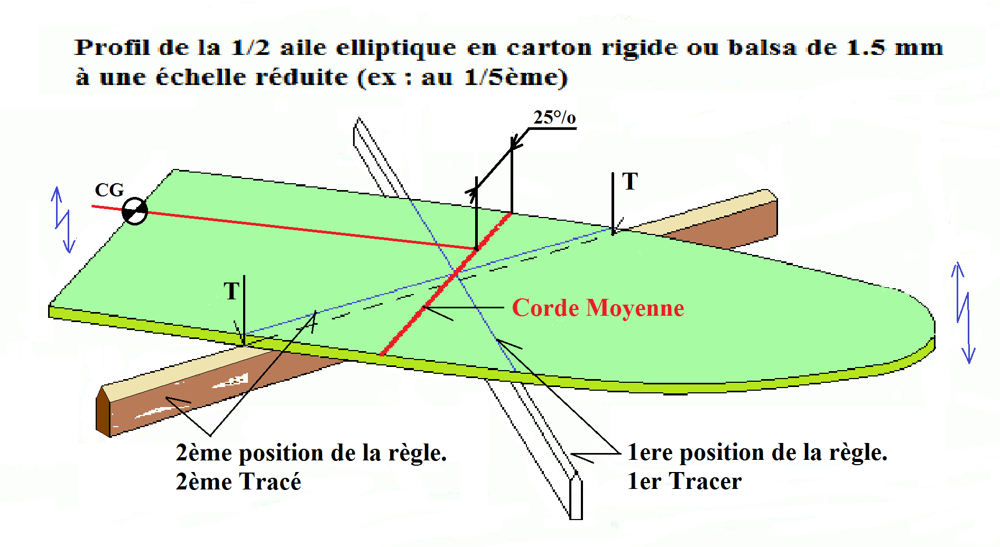 Profil de la 1/2 aile elliptique en carton rigide ou balsa de 1.5 mm
à une échelle réduite (ex : au 1/5ème)
25°/o
T
CG
T
Corde Moyenne
2ème position de la règle.
2ème Tracé
1ere position de la règle.
1er Tracer